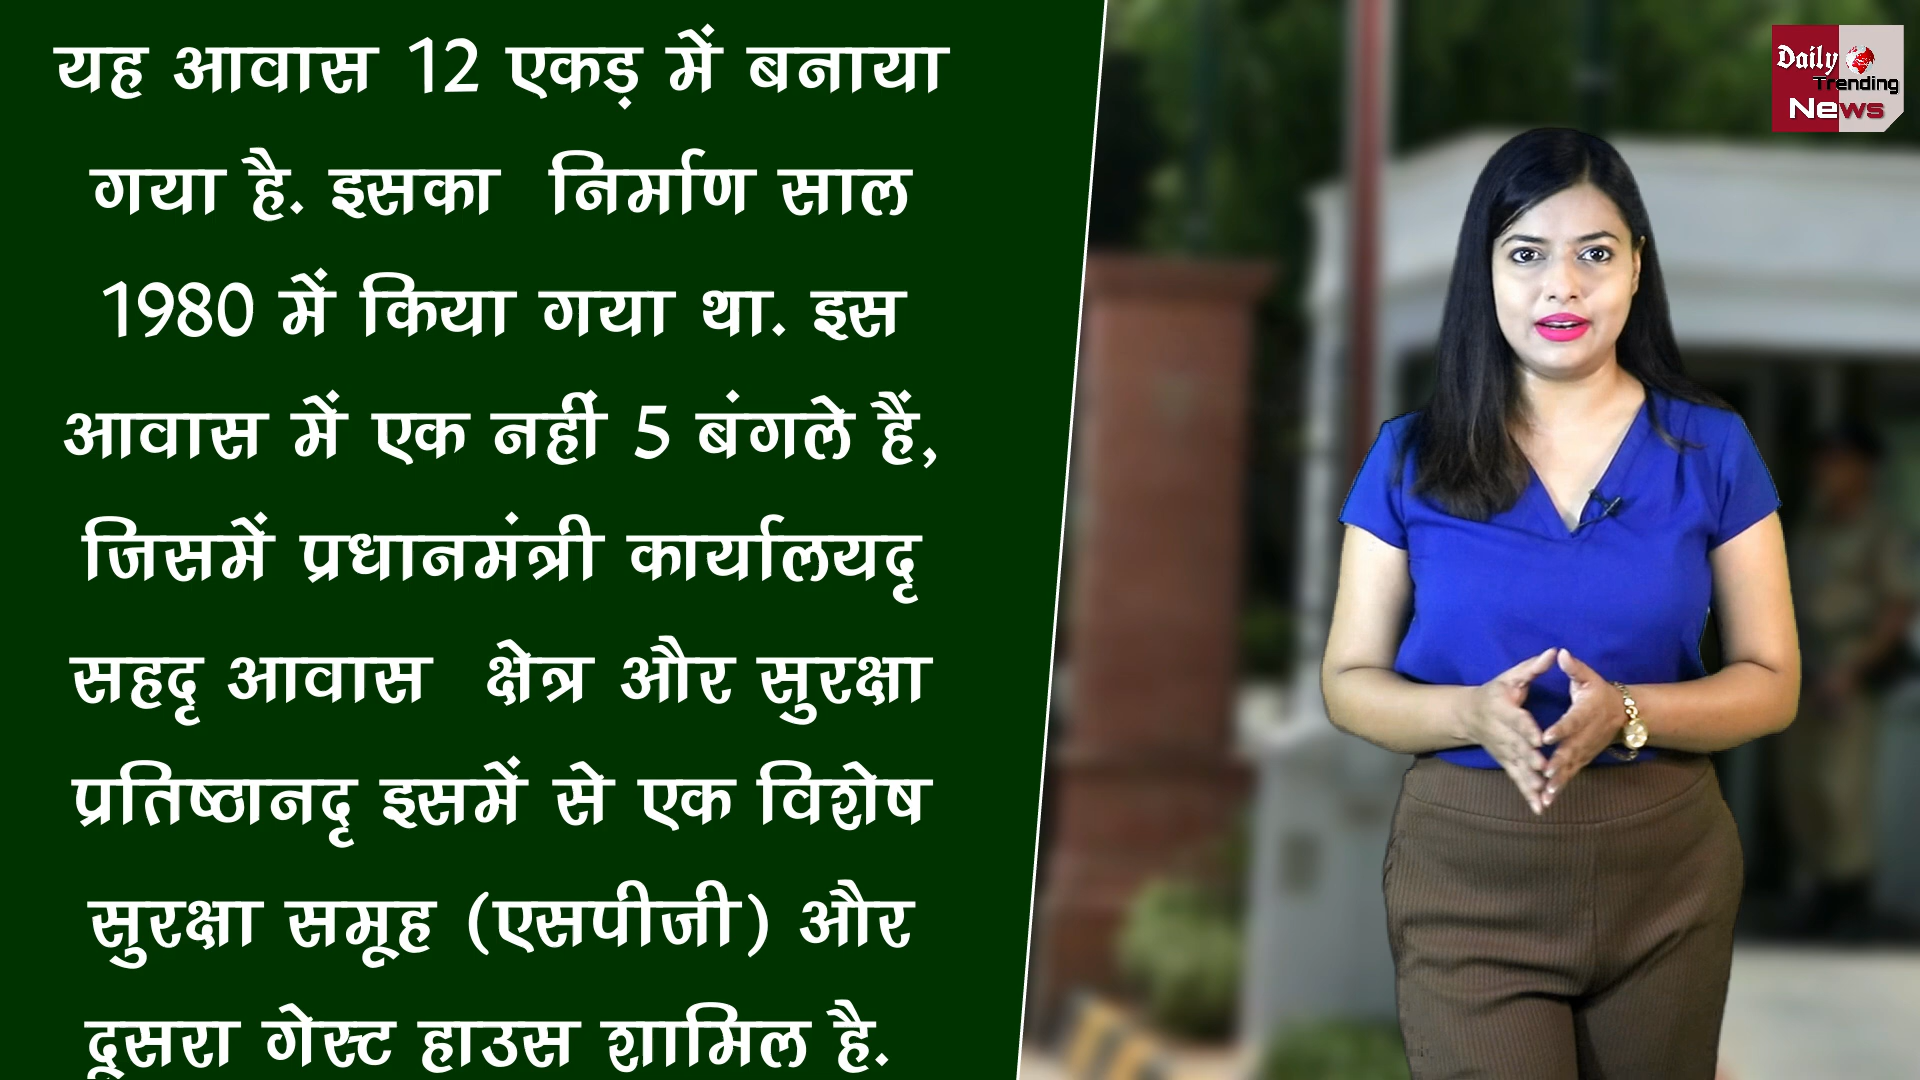 यह आवास 12 एकड़ में बनाया
गया है. इसका निर्माण साल
1980 में किया गया था. इस
आवास में एक नहीं 5 बंगले हैं,
जिसमें प्रधानमंत्री कार्यालयदृ
सहदृ आवास क्षेत्र और सुरक्षा
प्रतिष्ठानदृ इसमें से एक विशेष
सुरक्षा समूह (एसपीजी) और
दूसरा गेस्ट हाउस शामिल है.
Daily
Trending
News